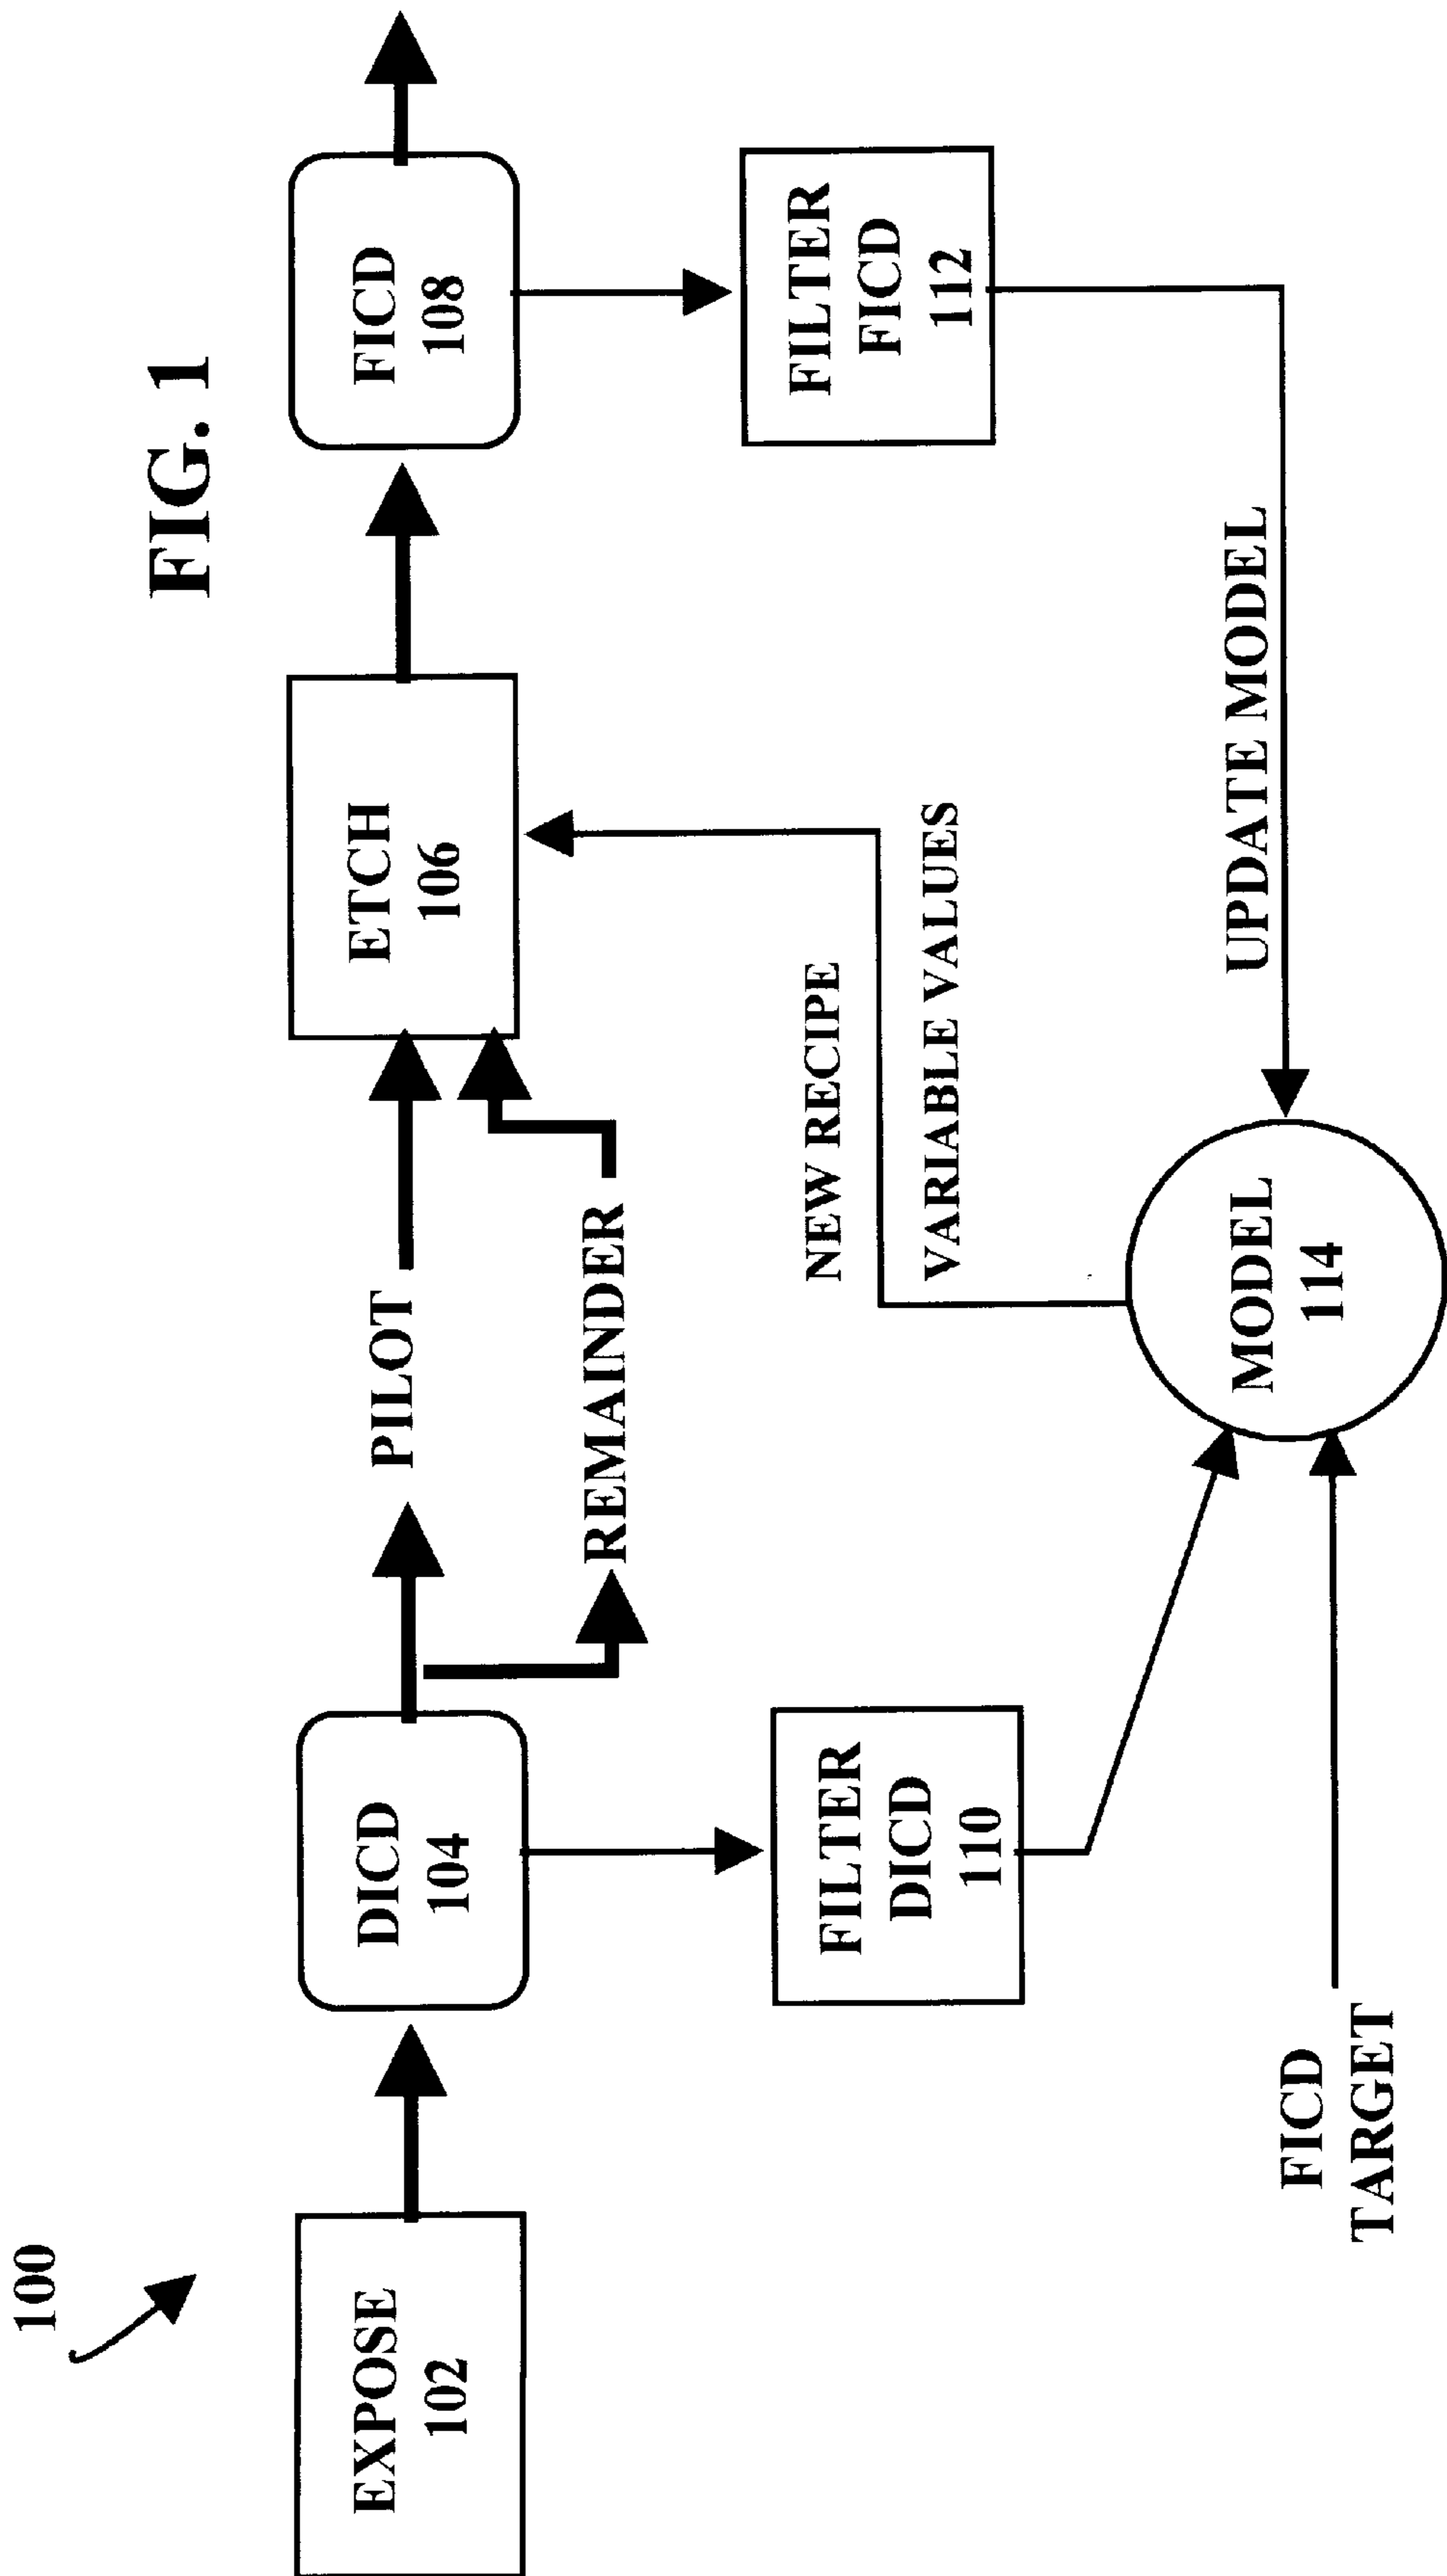 FIG. 1
100
EXPOSE
102
DICD
104
PILOT
REMAINDER
ETCH
106
FICD
108
FILTER
DICD
110
FILTER
FICD
112
NEW RECIPE
VARIABLE VALUES
UPDATE MODEL
MODEL
114
FICD
TARGET